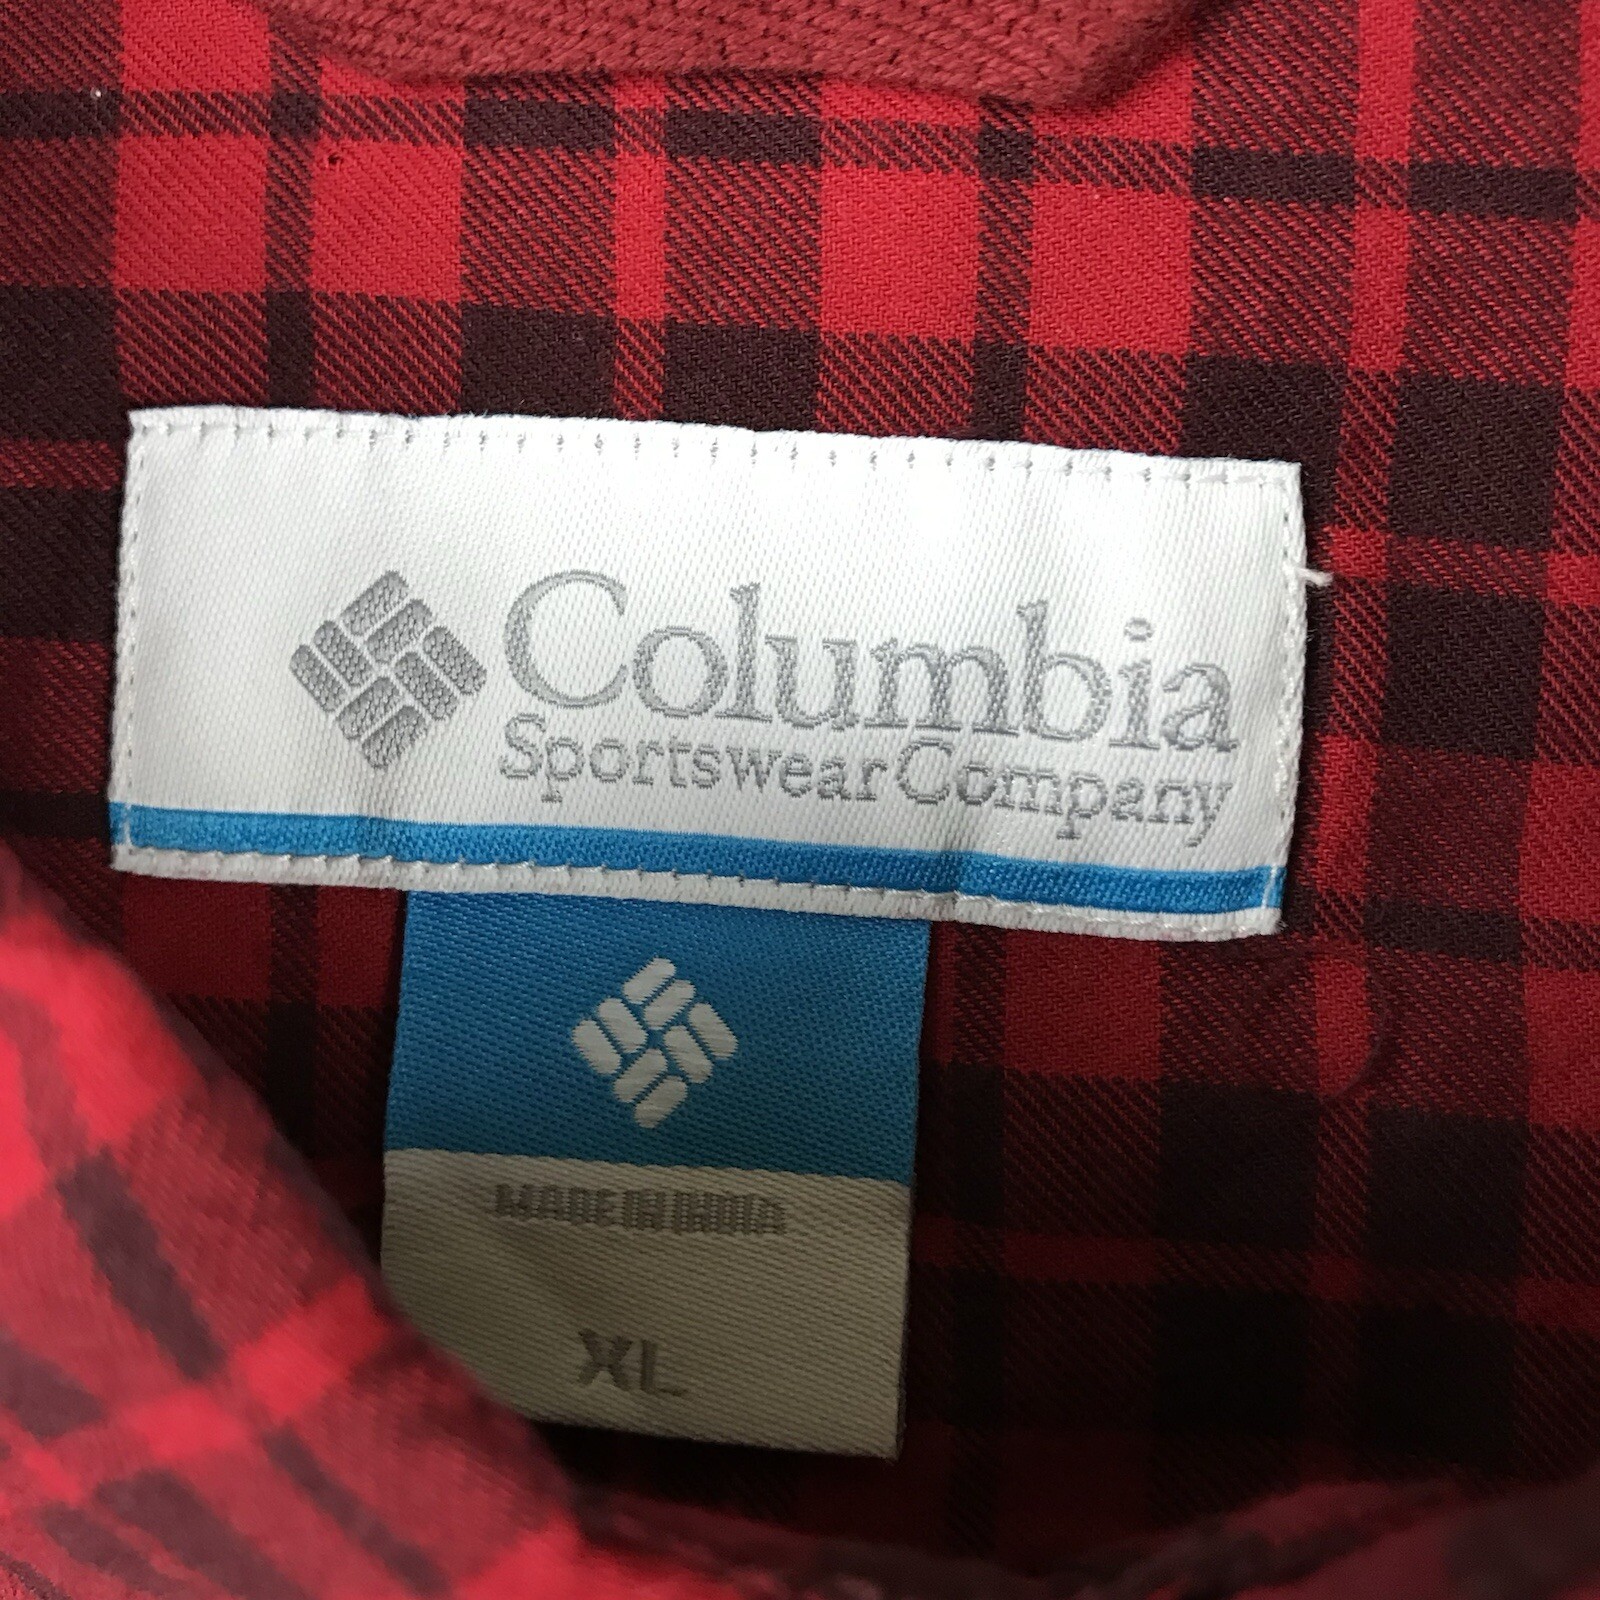 Columbia
Sportswear Company
MADE IN INDIA
XL